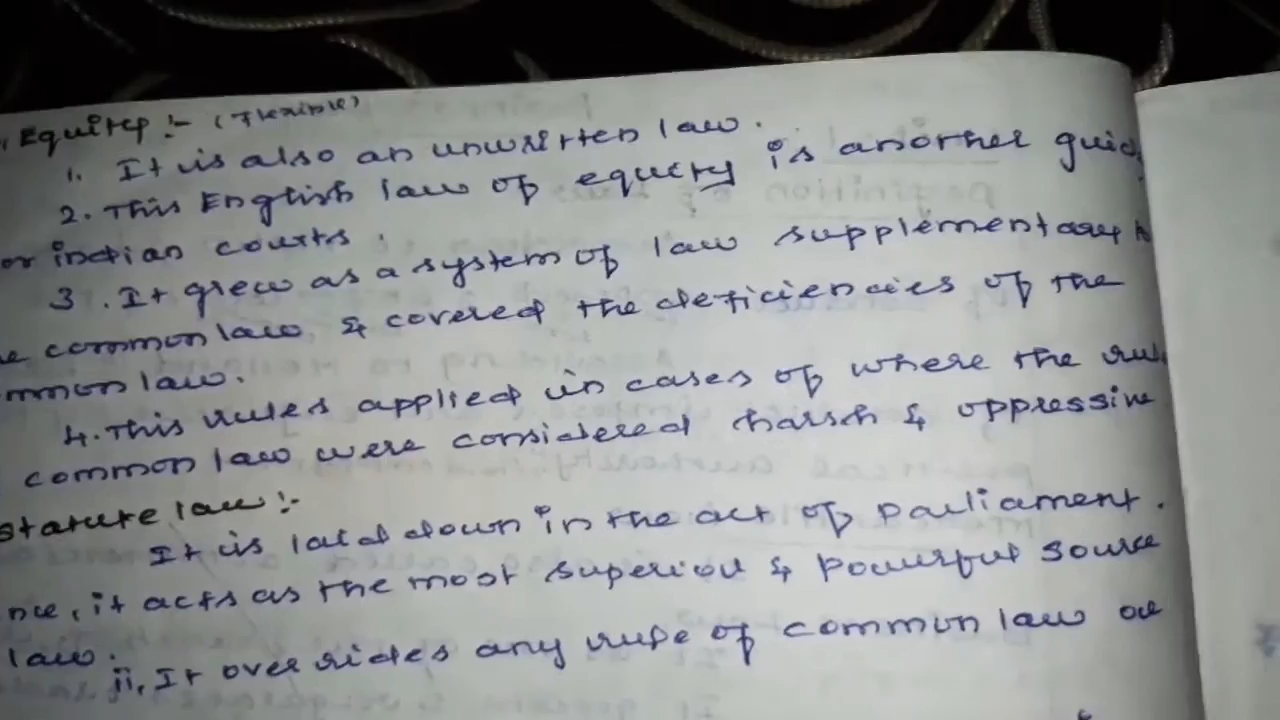 Equitep :- (Flexible)
1. It is also an unwritten law.
2. This English law of equity is another guid
or indian courts.
3. It grew as a system of law supplementary to
e common law, & covered the deficiencies of the
mmon law.
4. This rules applied in cases of where the rul
common law were considered harsh & oppressive
statute law :-
It is laid down in the act of parliament.
nce, it acts as the most superior & powerful source
law.
ii, It over rides any rule of common law or